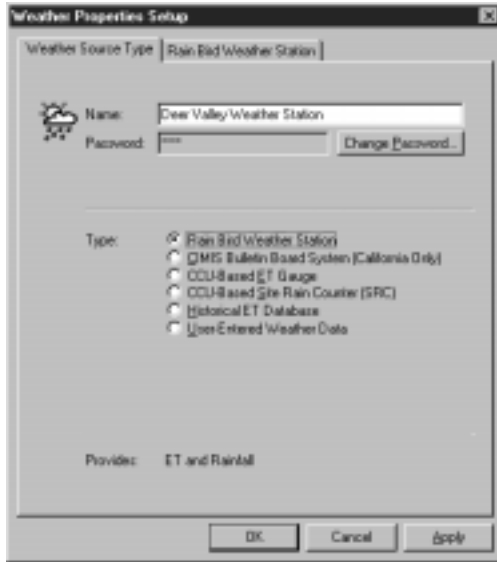 Weather Properties Setup
Weather Source Type Rain Bird Weather Station
Name: Deer Valley Weather Station
Password: **** Change Password...
Type: Rain Bird Weather Station
CIMIS Bulletin Board System (California Only)
CCU-Based ET Gauge
CCU-Based Site Rain Counter (SRC)
Historical ET Database
User-Entered Weather Data
Provides: ET and Rainfall
OK Cancel Apply